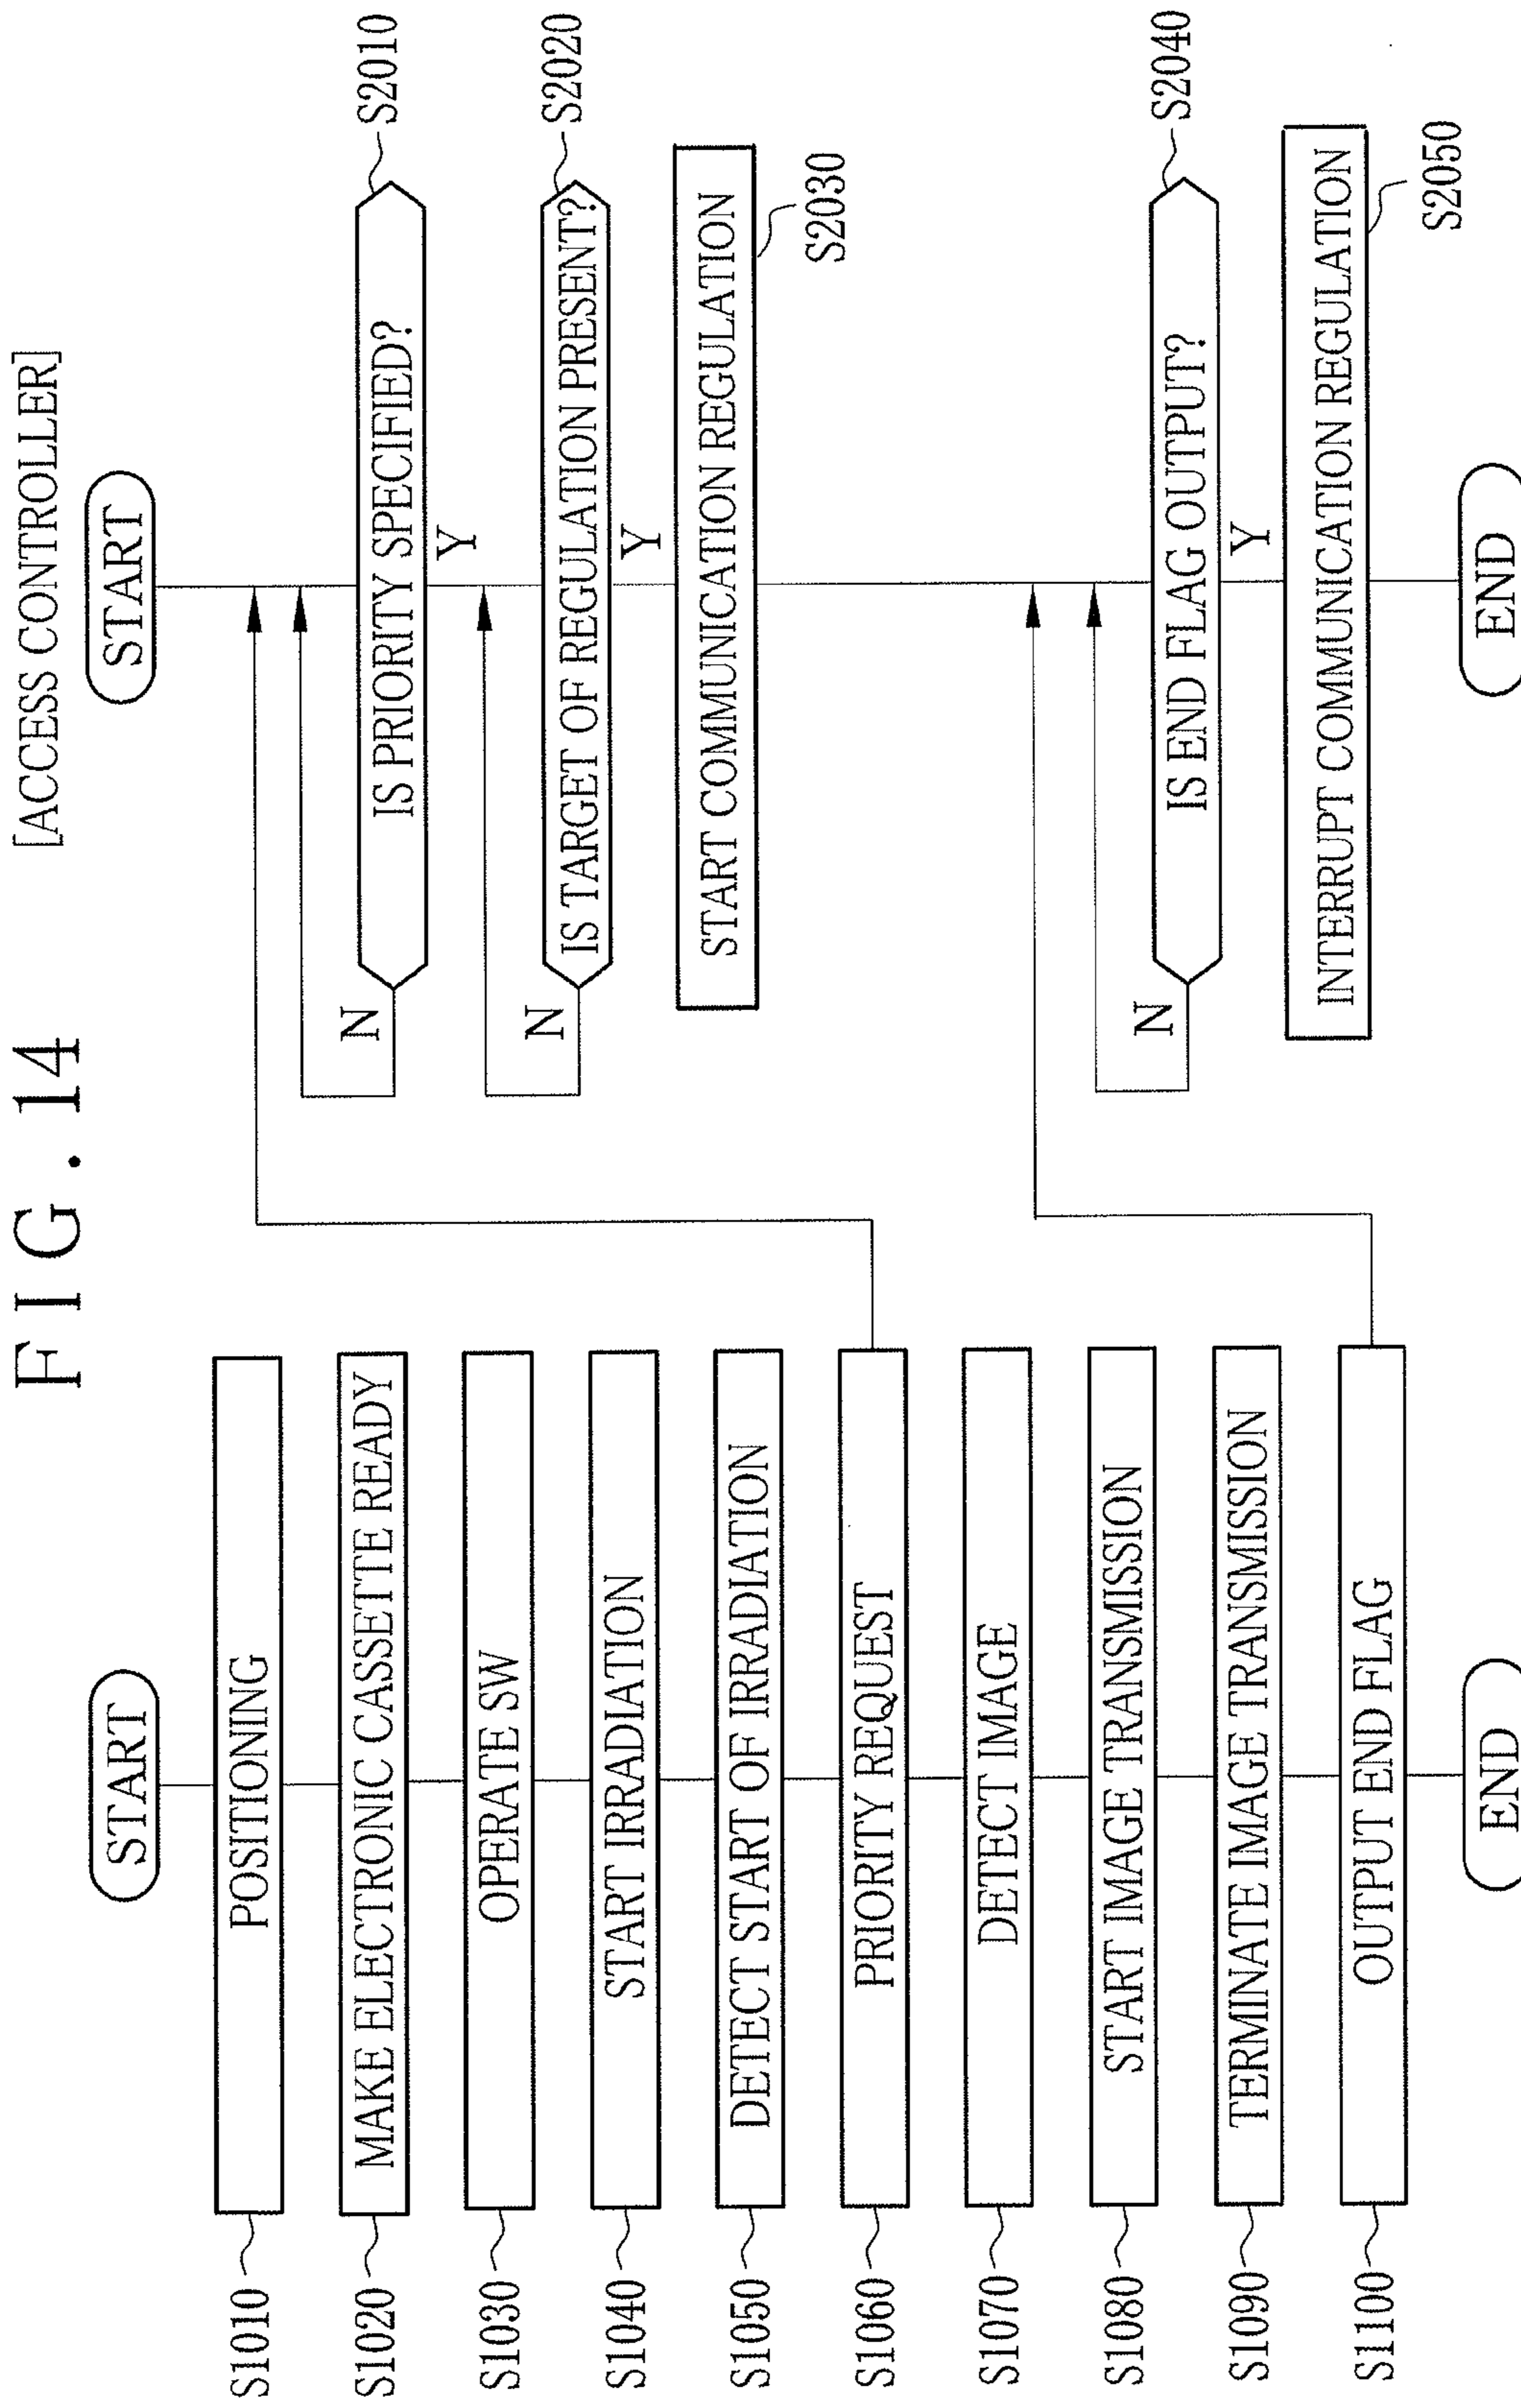 F I G . 14
START
S1010
POSITIONING
S1020
MAKE ELECTRONIC CASSETTE READY
S1030
OPERATE SW
S1040
START IRRADIATION
S1050
DETECT START OF IRRADIATION
S1060
PRIORITY REQUEST
S1070
DETECT IMAGE
S1080
START IMAGE TRANSMISSION
S1090
TERMINATE IMAGE TRANSMISSION
S1100
OUTPUT END FLAG
END
[ACCESS CONTROLLER]
START
IS PRIORITY SPECIFIED?
S2010
N
Y
IS TARGET OF REGULATION PRESENT?
S2020
N
Y
START COMMUNICATION REGULATION
S2030
IS END FLAG OUTPUT?
S2040
N
Y
INTERRUPT COMMUNICATION REGULATION
S2050
END